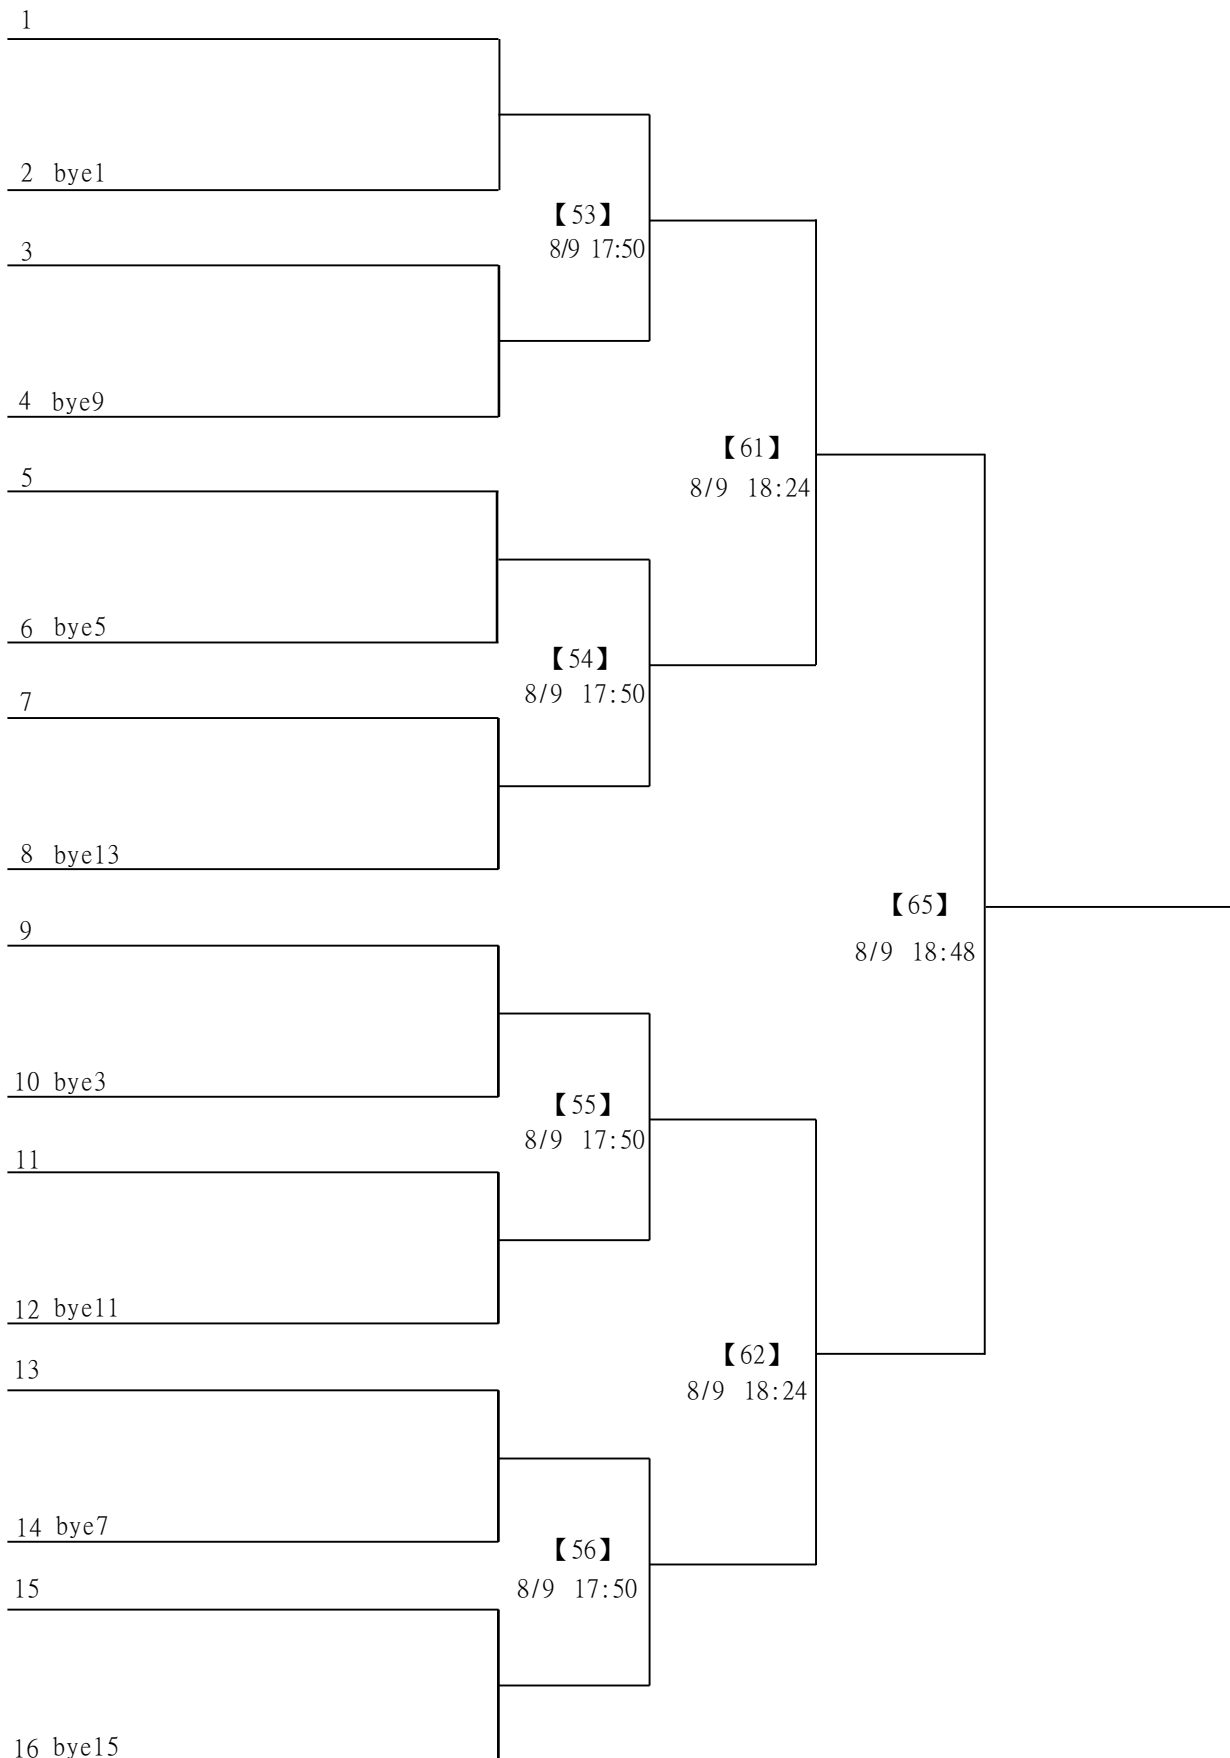 1
2 bye1
【53】
8/9 17:50
3
4 bye9
【61】
8/9 18:24
5
6 bye5
【54】
8/9 17:50
7
8 bye13
【65】
8/9 18:48
9
10 bye3
【55】
8/9 17:50
11
12 bye11
【62】
8/9 18:24
13
14 bye7
【56】
8/9 17:50
15
16 bye15